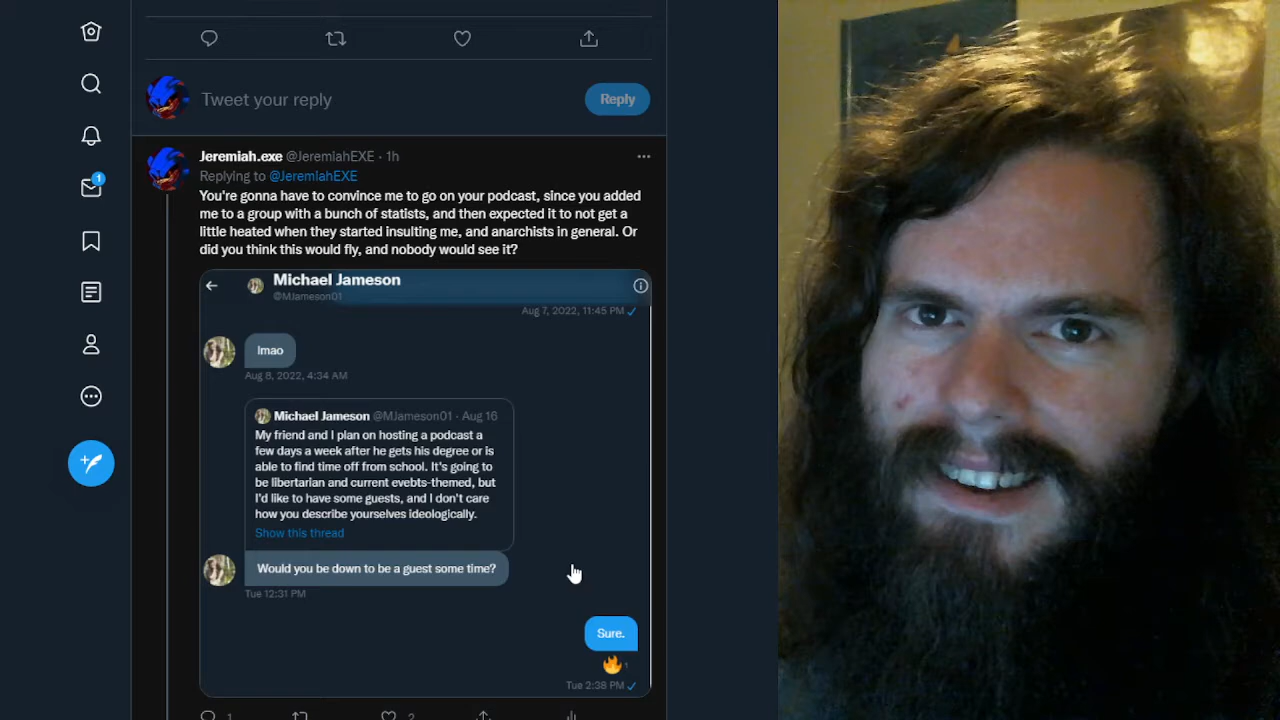 Tweet your reply
Reply
Jeremiah.exe @JeremiahEXE · 1h
Replying to @JeremiahEXE
You're gonna have to convince me to go on your podcast, since you added
me to a group with a bunch of statists, and then expected it to not get a
little heated when they started insulting me, and anarchists in general. Or
did you think this would fly, and nobody would see it?
Michael Jameson
@MJameson01
Aug 7, 2022, 11:45 PM
lmao
Aug 8, 2022, 4:34 AM
Michael Jameson @MJameson01 · Aug 16
My friend and I plan on hosting a podcast a
few days a week after he gets his degree or is
able to find time off from school. It's going to
be libertarian and current evebts-themed, but
I'd like to have some guests, and I don't care
how you describe yourselves ideologically.
Show this thread
Would you be down to be a guest some time?
Tue 12:31 PM
Sure.
1
Tue 2:38 PM
1
2
1